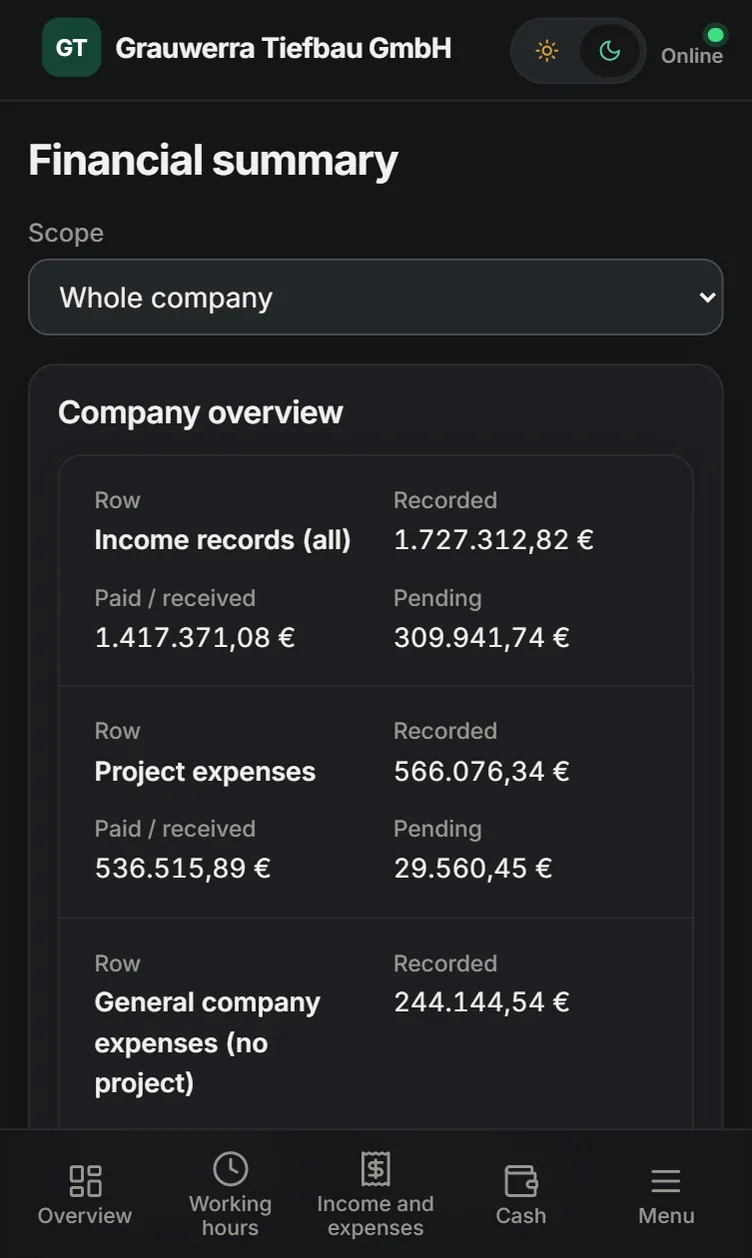 GT
Grauwerra Tiefbau GmbH
Online
Financial summary
Scope
Whole company
Company overview
Row
Recorded
Income records (all)
1.727.312,82 €
Paid / received
Pending
1.417.371,08 €
309.941,74 €
Row
Recorded
Project expenses
566.076,34 €
Paid / received
Pending
536.515,89 €
29.560,45 €
Row
Recorded
General company
244.144,54 €
expenses (no
project)
Overview
Working
hours
Income and
expenses
Cash
Menu